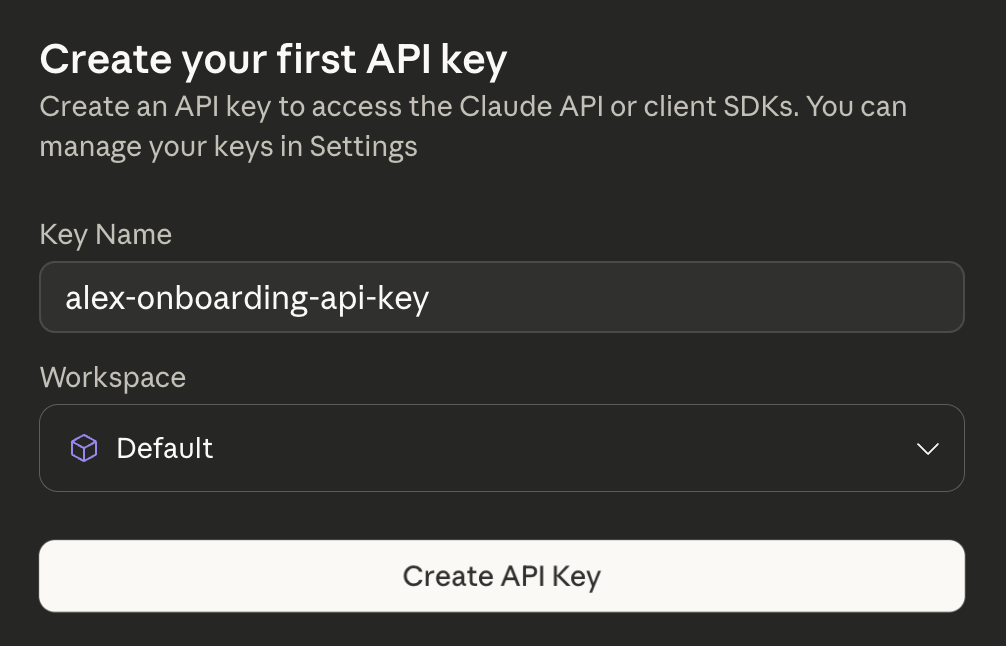 Create your first API key
Create an API key to access the Claude API or client SDKs. You can
manage your keys in Settings
Key Name
alex-onboarding-api-key
Workspace
Default
Create API Key